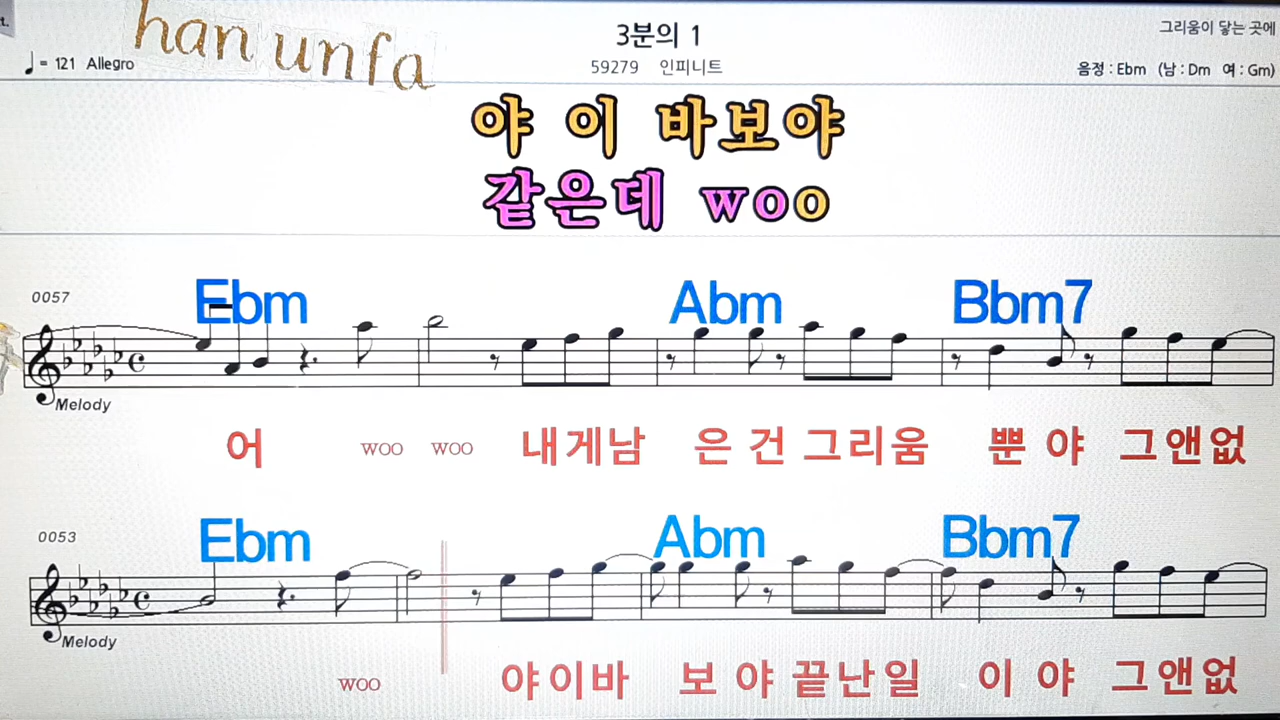 t.
han unfa
3분의 1
그리움이 닿는 곳에
= 121 Allegro
59279 인피니트
음정 : Ebm (남 : Dm 여 : Gm)
야 이 바보야
같은데 woo
0057
Ebm Abm Bbm7
Melody
어 woo woo 내게남 은 건 그리움 뿐 야 그앤없
0053
Ebm Abm Bbm7
Melody
woo 야이바 보 야 끝난일 이 야 그앤없